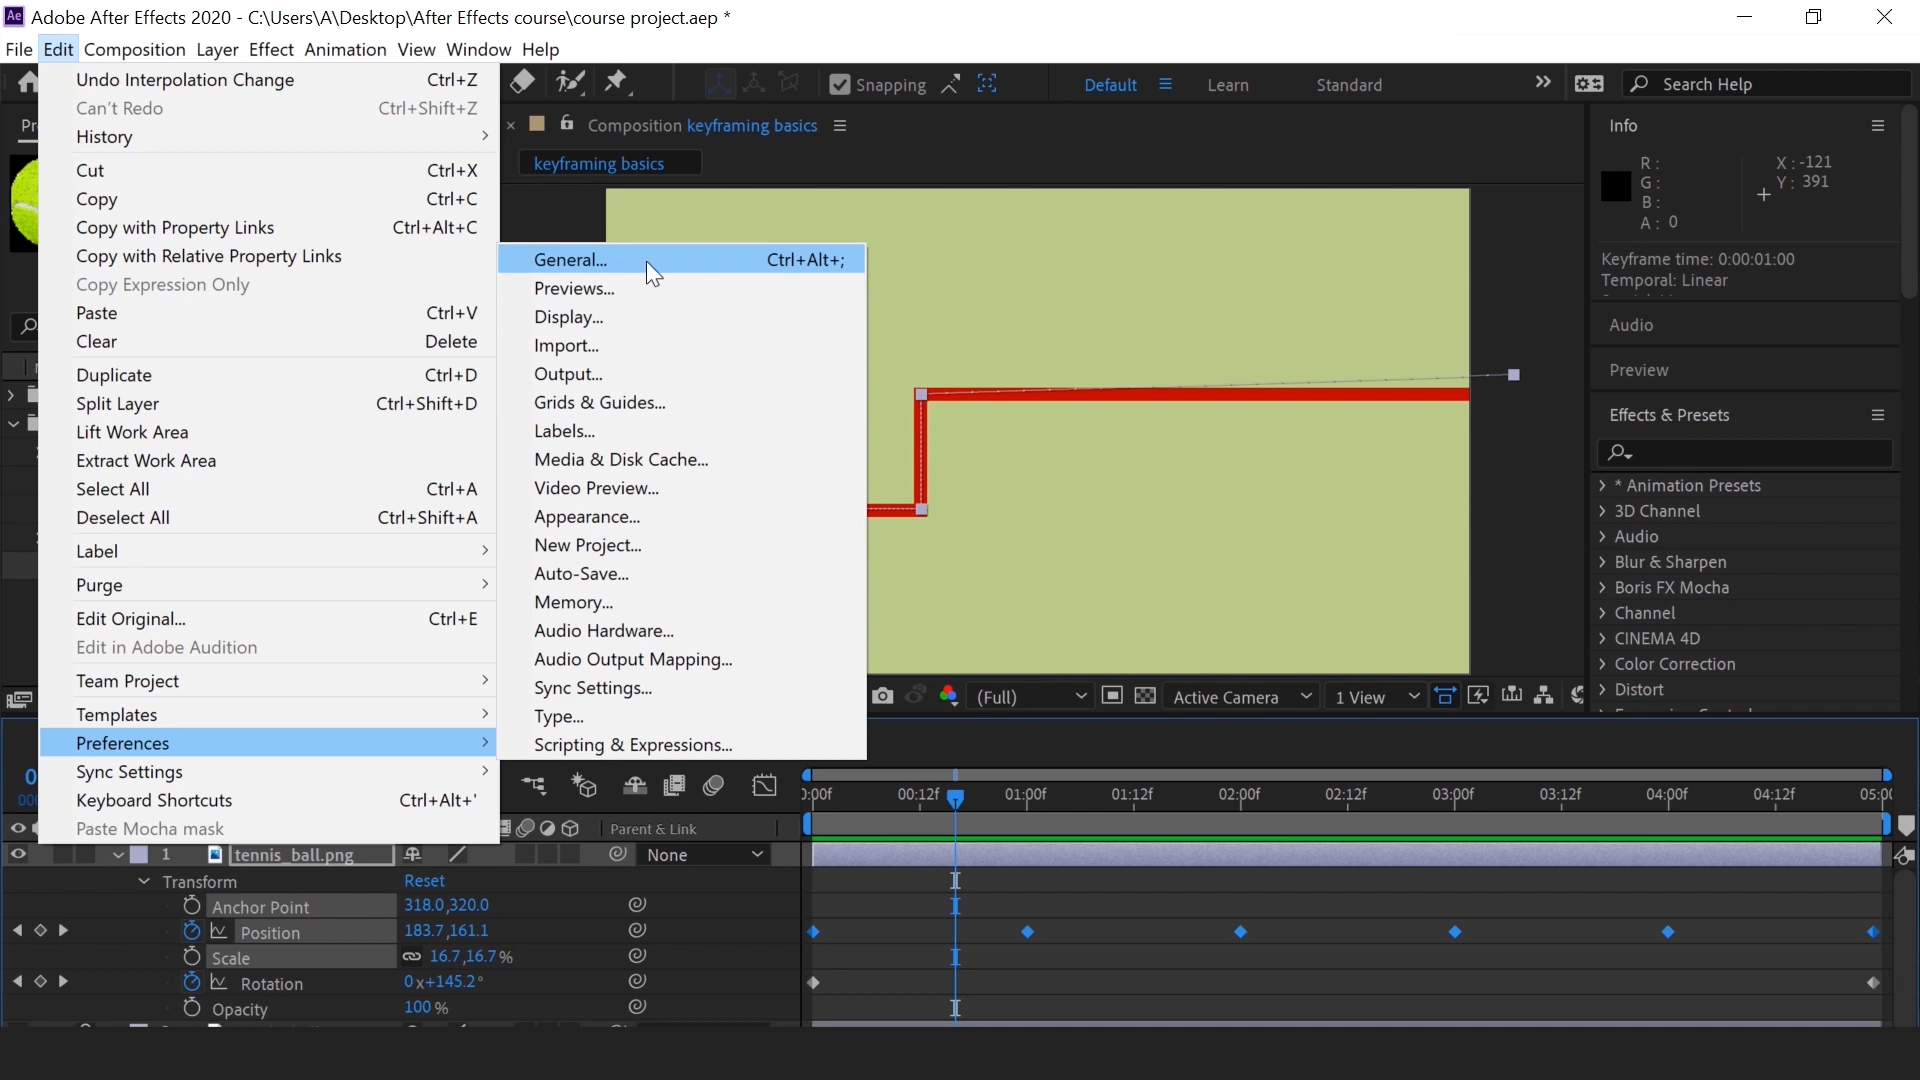 Ae Adobe After Effects 2020 - C:\Users\A\Desktop\After Effects course\course project.aep *
File Edit Composition Layer Effect Animation View Window Help
Undo Interpolation Change Ctrl+Z
Can't Redo Ctrl+Shift+Z
History
Cut Ctrl+X
Copy Ctrl+C
Copy with Property Links Ctrl+Alt+C
Copy with Relative Property Links
Copy Expression Only
Paste Ctrl+V
Clear Delete
Duplicate Ctrl+D
Split Layer Ctrl+Shift+D
Lift Work Area
Extract Work Area
Select All Ctrl+A
Deselect All Ctrl+Shift+A
Label
Purge
Edit Original... Ctrl+E
Edit in Adobe Audition
Team Project
Templates
Preferences
Sync Settings
Keyboard Shortcuts Ctrl+Alt+'
Paste Mocha mask
General... Ctrl+Alt+;
Previews...
Display...
Import...
Output...
Grids & Guides...
Labels...
Media & Disk Cache...
Video Preview...
Appearance...
New Project...
Auto-Save...
Memory...
Audio Hardware...
Audio Output Mapping...
Sync Settings...
Type...
Scripting & Expressions...
Snapping Default Learn Standard Search Help
Composition keyframing basics
keyframing basics
Info
R:
G:
B:
A: 0
X: -121
Y: 391
Keyframe time: 0:00:01:00
Temporal: Linear
Audio
Preview
Effects & Presets
* Animation Presets
3D Channel
Audio
Blur & Sharpen
Boris FX Mocha
Channel
CINEMA 4D
Color Correction
Distort
(Full) Active Camera 1 View
00:12f 01:00f 01:12f 02:00f 02:12f 03:00f 03:12f 04:00f 04:12f
Parent & Link
1 tennis_ball.png None
Transform Reset
Anchor Point 318.0,320.0
Position 183.7,161.1
Scale 16.7,16.7%
Rotation 0x+145.2°
Opacity 100%